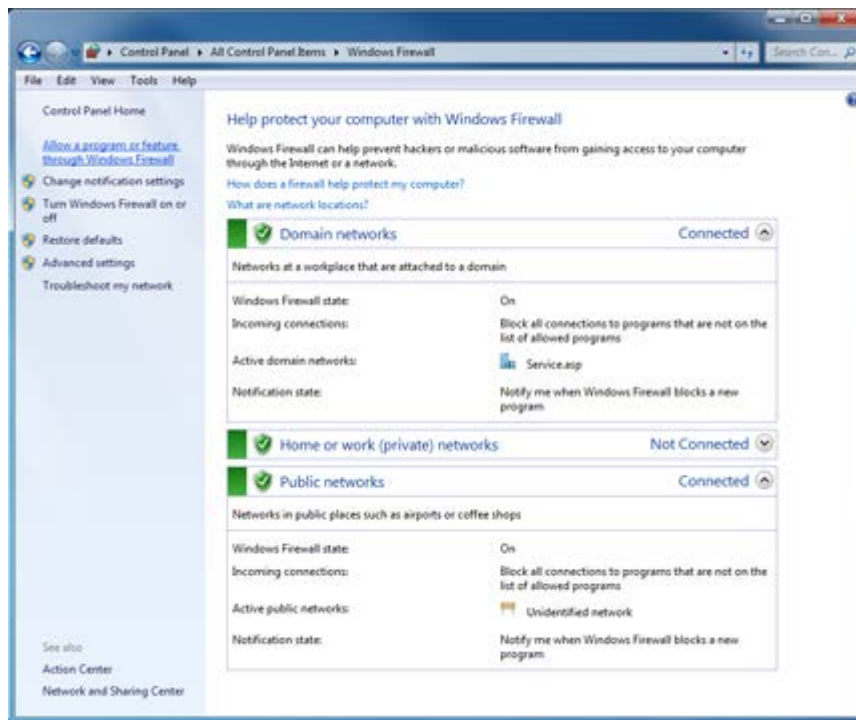 Control Panel ▸ All Control Panel Items ▸ Windows Firewall
Search Con...
File Edit View Tools Help
Control Panel Home
Allow a program or feature
through Windows Firewall
Change notification settings
Turn Windows Firewall on or
off
Restore defaults
Advanced settings
Troubleshoot my network
See also
Action Center
Network and Sharing Center
Help protect your computer with Windows Firewall
Windows Firewall can help prevent hackers or malicious software from gaining access to your computer
through the Internet or a network.
How does a firewall help protect my computer?
What are network locations?
Domain networks Connected
Networks at a workplace that are attached to a domain
Windows Firewall state: On
Incoming connections: Block all connections to programs that are not on the
list of allowed programs
Active domain networks: Service.asp
Notification state: Notify me when Windows Firewall blocks a new
program
Home or work (private) networks Not Connected
Public networks Connected
Networks in public places such as airports or coffee shops
Windows Firewall state: On
Incoming connections: Block all connections to programs that are not on the
list of allowed programs
Active public networks: Unidentified network
Notification state: Notify me when Windows Firewall blocks a new
program